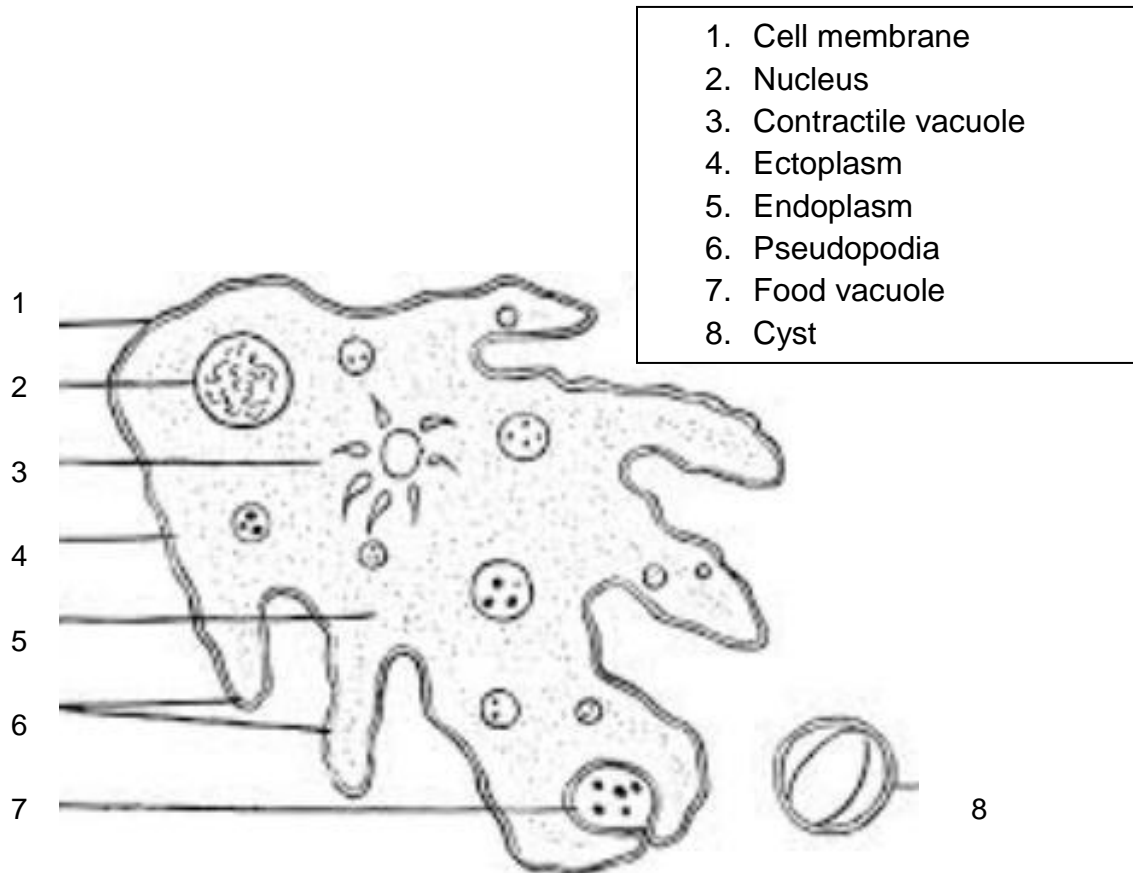 1. Cell membrane
2. Nucleus
3. Contractile vacuole
4. Ectoplasm
5. Endoplasm
6. Pseudopodia
7. Food vacuole
8. Cyst
1
2
3
4
5
6
7
8